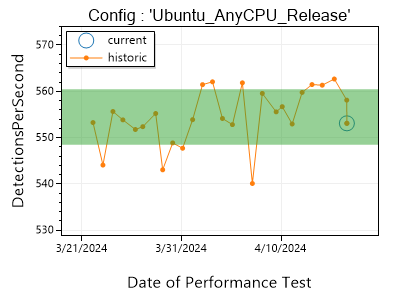 Config : 'Ubuntu_AnyCPU_Release'
current
historic
DetectionsPerSecond
570
560
550
540
530
3/21/2024
3/31/2024
4/10/2024
Date of Performance Test